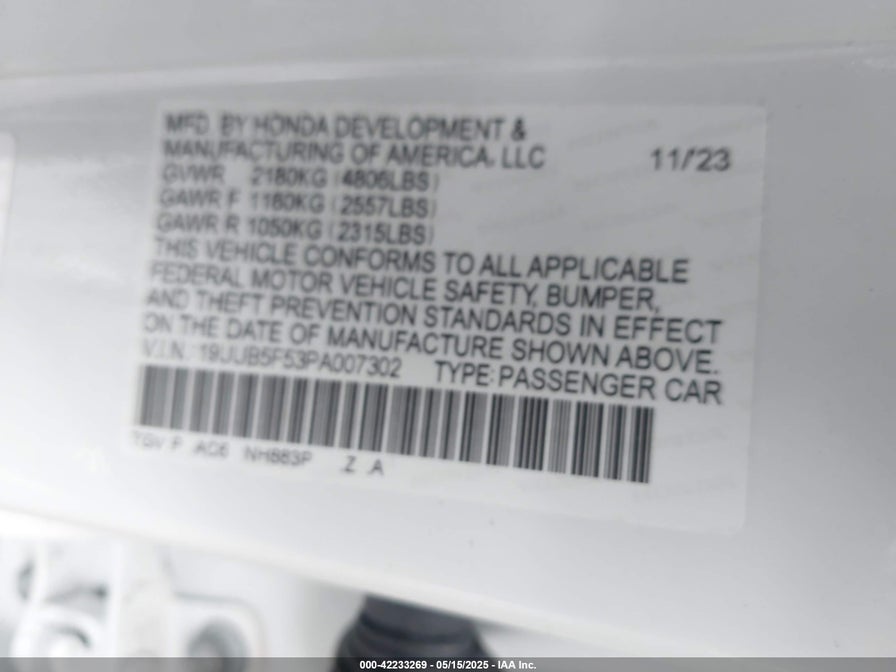 MFD. BY HONDA DEVELOPMENT &
MANUFACTURING OF AMERICA, LLC 11/23
GVWR 2180KG (4806LBS)
GAWR F 1160KG (2557LBS)
GAWR R 1050KG (2315LBS)
THIS VEHICLE CONFORMS TO ALL APPLICABLE
FEDERAL MOTOR VEHICLE SAFETY, BUMPER,
AND THEFT PREVENTION STANDARDS IN EFFECT
ON THE DATE OF MANUFACTURE SHOWN ABOVE.
V.I.N.: 19UUB5F53PA007302 TYPE: PASSENGER CAR
TGV P AC6 NH883P Z A
000-42233269 - 05/15/2025 - IAA Inc.